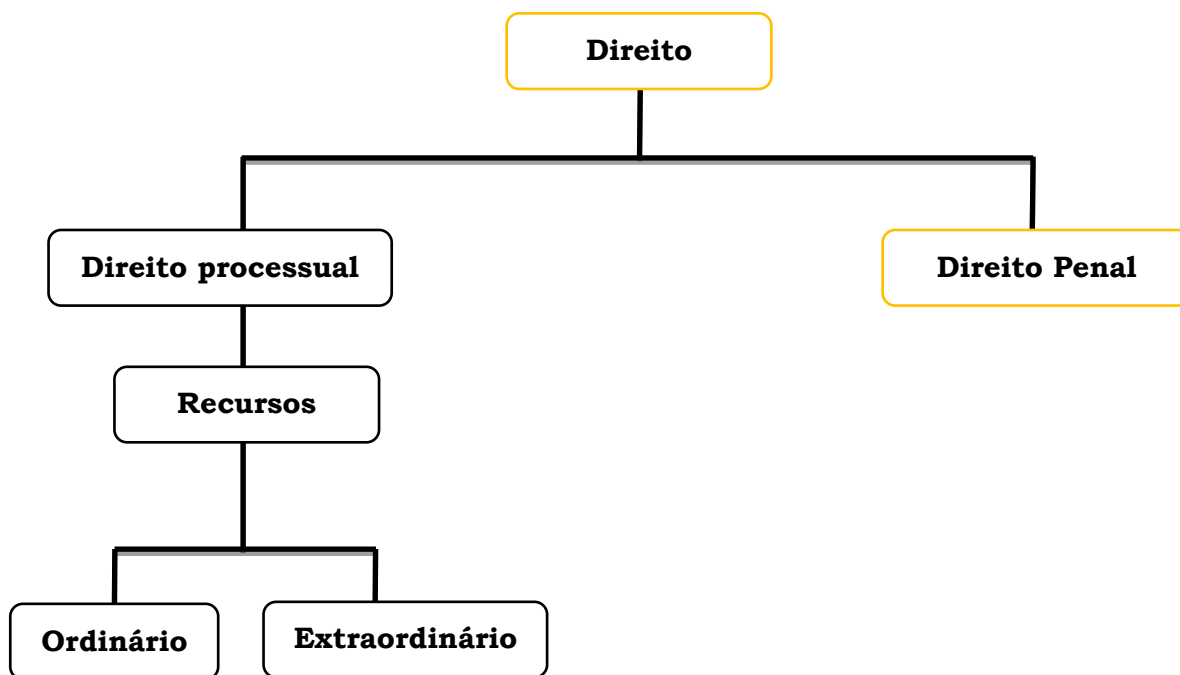 Direito
Direito processual
Direito Penal
Recursos
Ordinário
Extraordinário